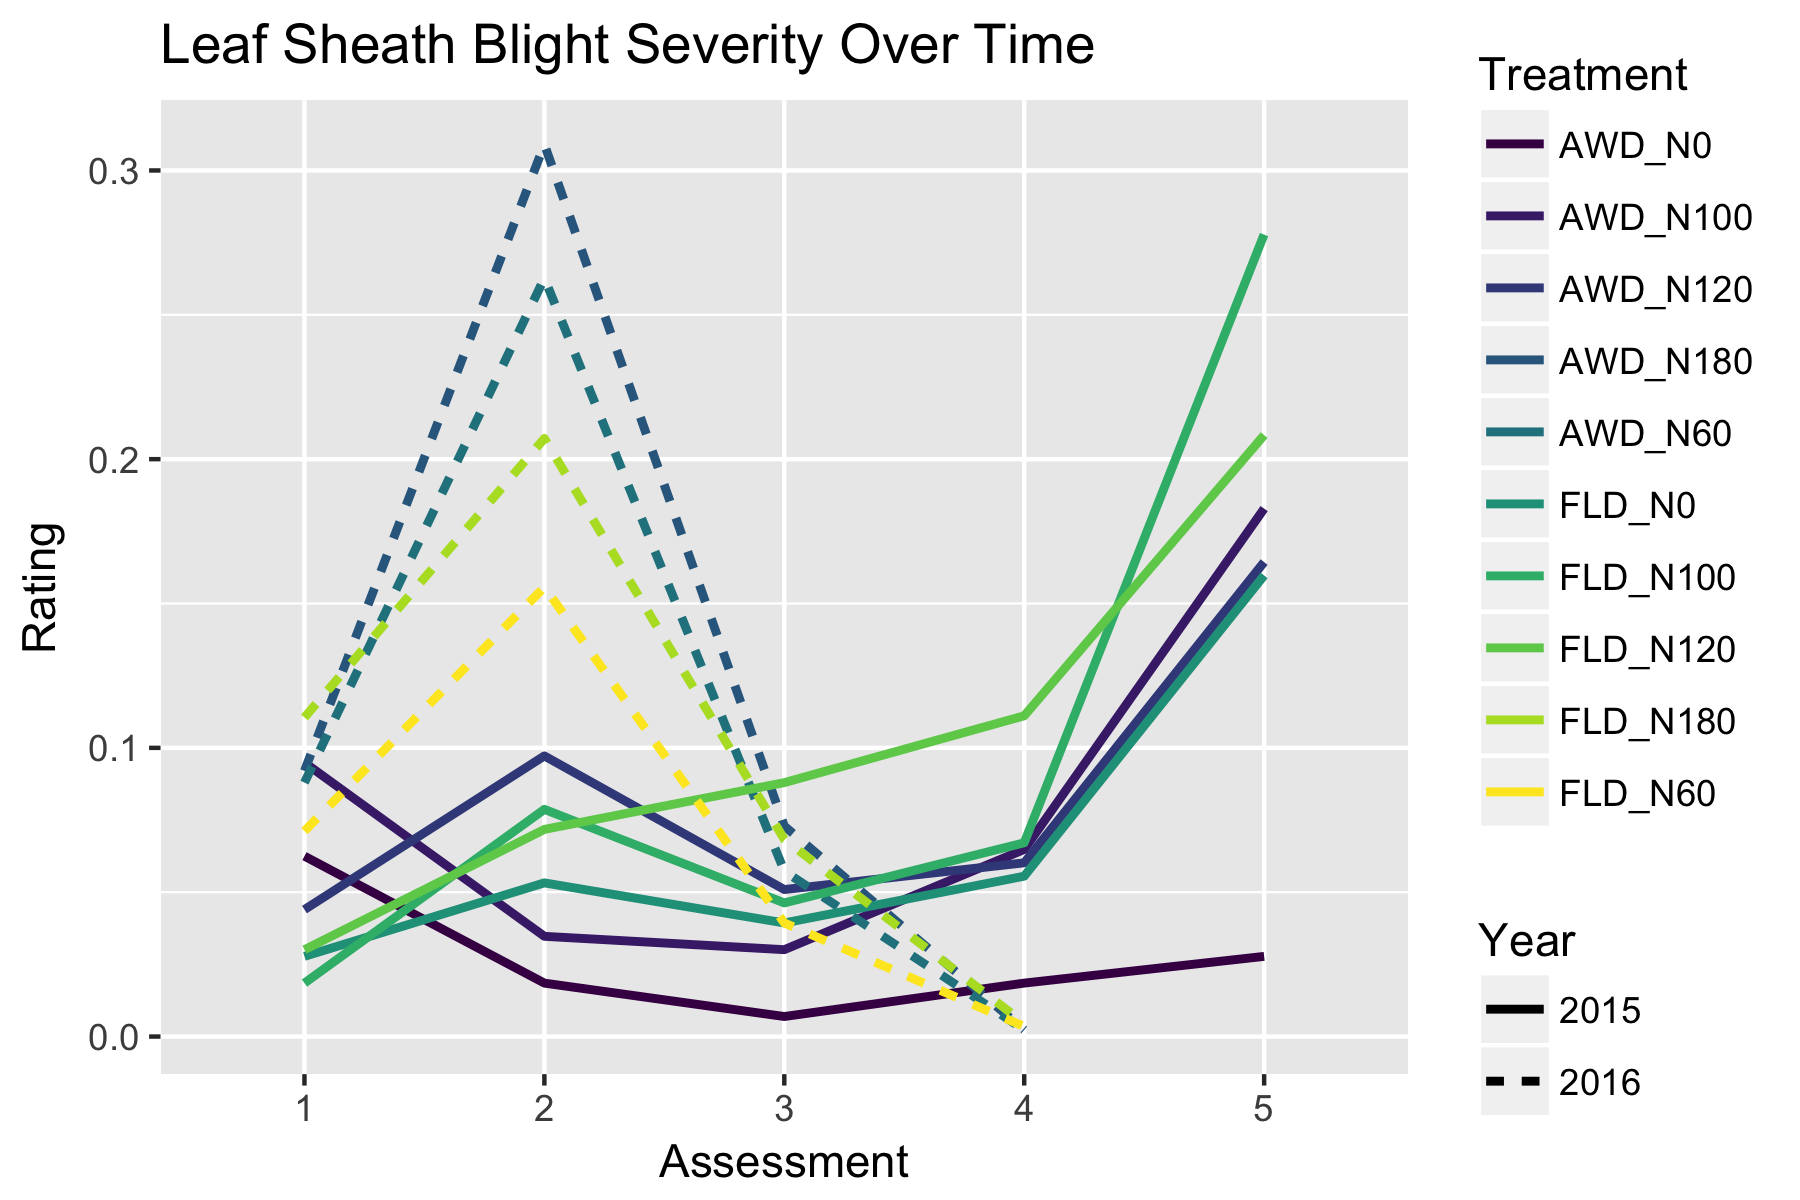 Leaf Sheath Blight Severity Over Time
Rating
0.3
0.2
0.1
0.0
1 2 3 4 5
Assessment
Treatment
AWD_N0
AWD_N100
AWD_N120
AWD_N180
AWD_N60
FLD_N0
FLD_N100
FLD_N120
FLD_N180
FLD_N60
Year
2015
2016